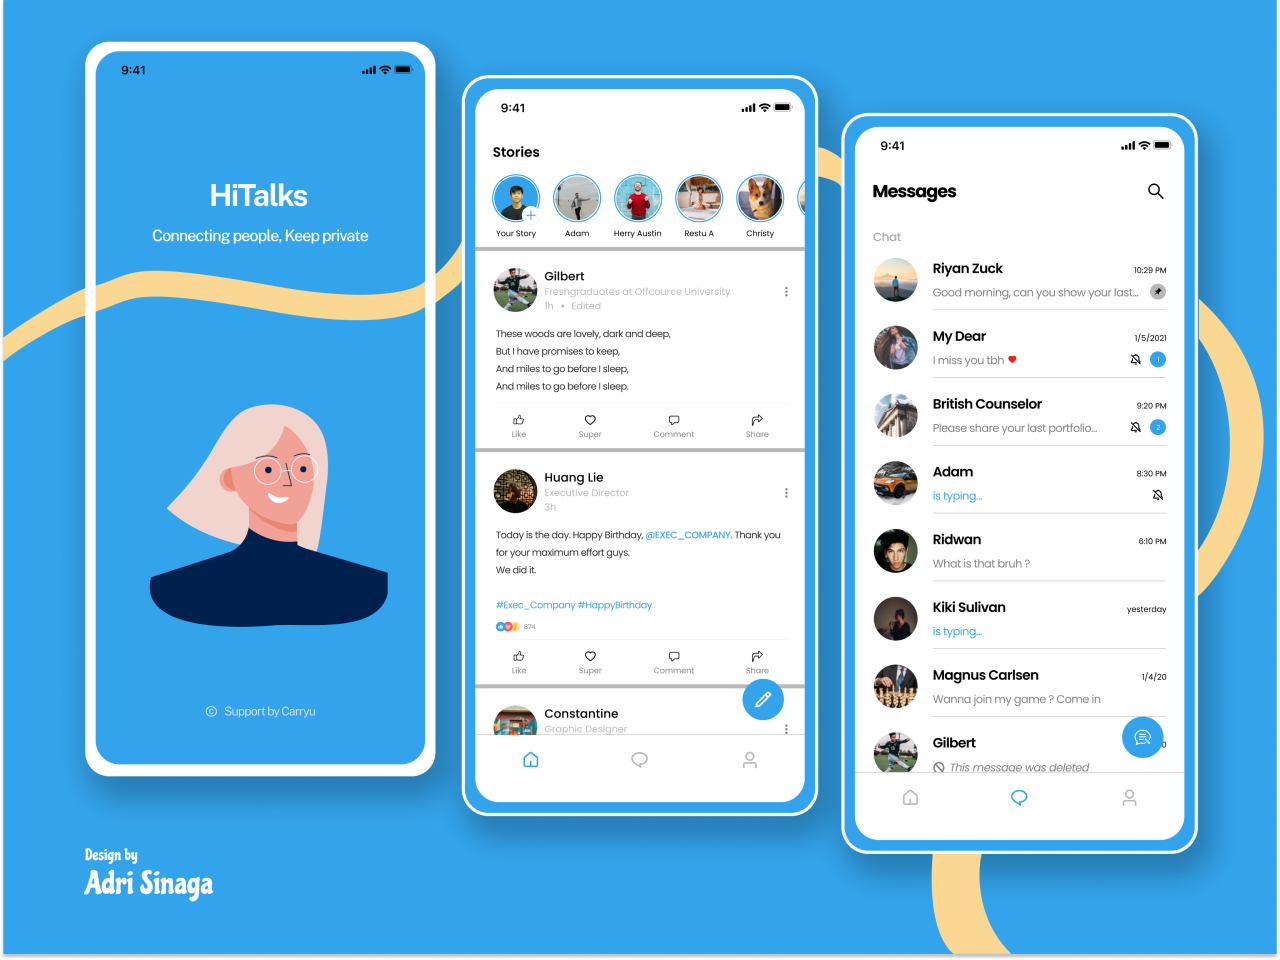 9:41
HiTalks
Connecting people, Keep private
© Support by Carryu
9:41
Stories
Your Story
Adam
Herry Austin
Restu A
Christy
Gilbert
Freshgraduates at Offcource University
1h • Edited
These woods are lovely, dark and deep,
But I have promises to keep,
And miles to go before I sleep,
And miles to go before I sleep.
Like
Super
Comment
Share
Huang Lie
Executive Director
3h
Today is the day. Happy Birthday, @EXEC_COMPANY. Thank you
for your maximum effort guys.
We did it.
#Exec_Company #HappyBirthday
874
Like
Super
Comment
Share
Constantine
Graphic Designer
9:41
Messages
Chat
Riyan Zuck
10:29 PM
Good morning, can you show your last...
My Dear
1/5/2021
I miss you tbh
1
British Counselor
9:20 PM
Please share your last portfolio...
2
Adam
8:30 PM
is typing...
Ridwan
6:10 PM
What is that bruh ?
Kiki Sulivan
yesterday
is typing...
Magnus Carlsen
1/4/20
Wanna join my game ? Come in
Gilbert
0
This message was deleted
Design by
Adri Sinaga